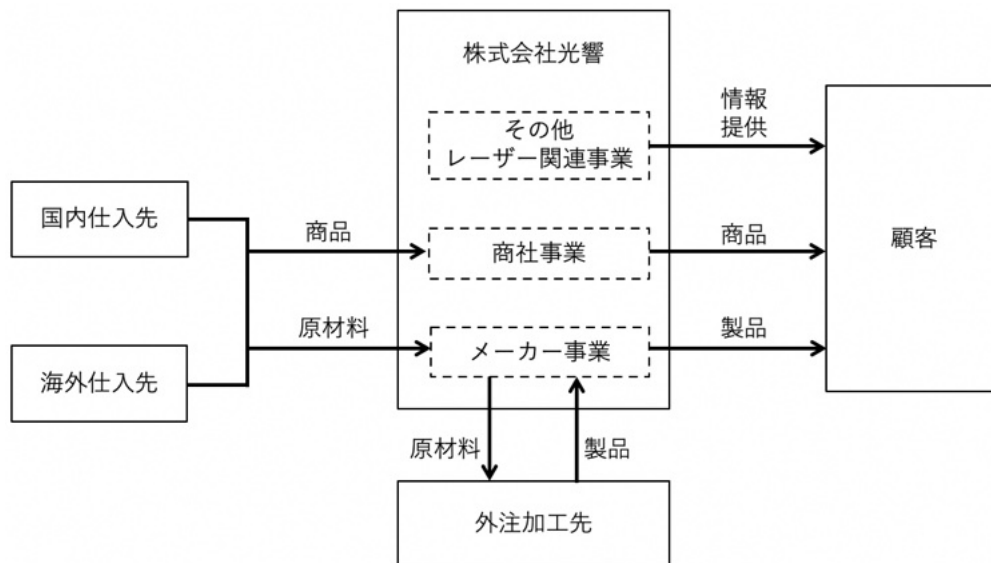 株式会社光響
その他
レーザー関連事業
情報
提供
国内仕入先
商品
商社事業
商品
顧客
原材料
メーカー事業
製品
海外仕入先
原材料
製品
外注加工先